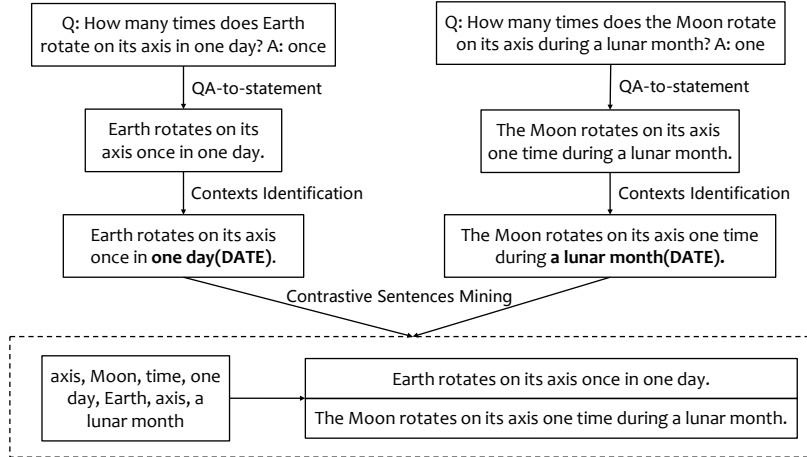 Q: How many times does Earth
rotate on its axis in one day? A: once
Q: How many times does the Moon rotate
on its axis during a lunar month? A: one
QA-to-statement
QA-to-statement
Earth rotates on its
axis once in one day.
The Moon rotates on its axis
one time during a lunar month.
Contexts Identification
Contexts Identification
Earth rotates on its axis
once in one day(DATE).
The Moon rotates on its axis one time
during a lunar month(DATE).
Contrastive Sentences Mining
axis, Moon, time, one
day, Earth, axis, a
lunar month
Earth rotates on its axis once in one day.
The Moon rotates on its axis one time during a lunar month.